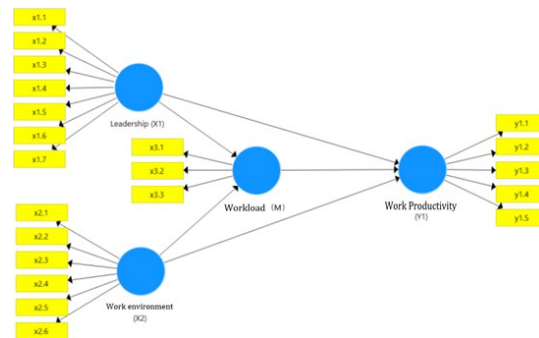 x1.1
x1.2
x1.3
x1.4
x1.5
x1.6
x1.7
Leadership (X1)
x3.1
x3.2
x3.3
Workload (M)
y1.1
y1.2
y1.3
y1.4
y1.5
Work Productivity
(Y1)
x2.1
x2.2
x2.3
x2.4
x2.5
x2.6
Work environment
(X2)